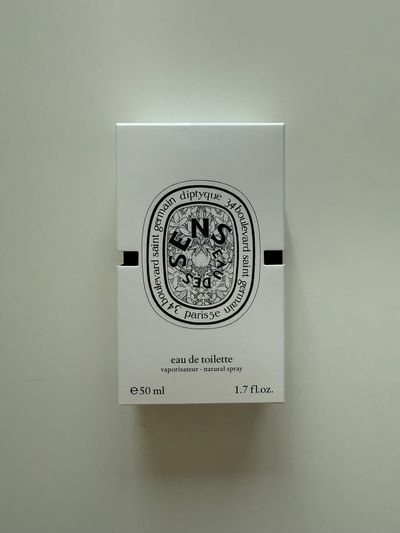 diptyque 34 boulevard saint germain paris 5e 34 boulevard saint germain
EAU DES
SENS
eau de toilette
vaporisateur - natural spray
℮ 50 ml 1.7 fl.oz.